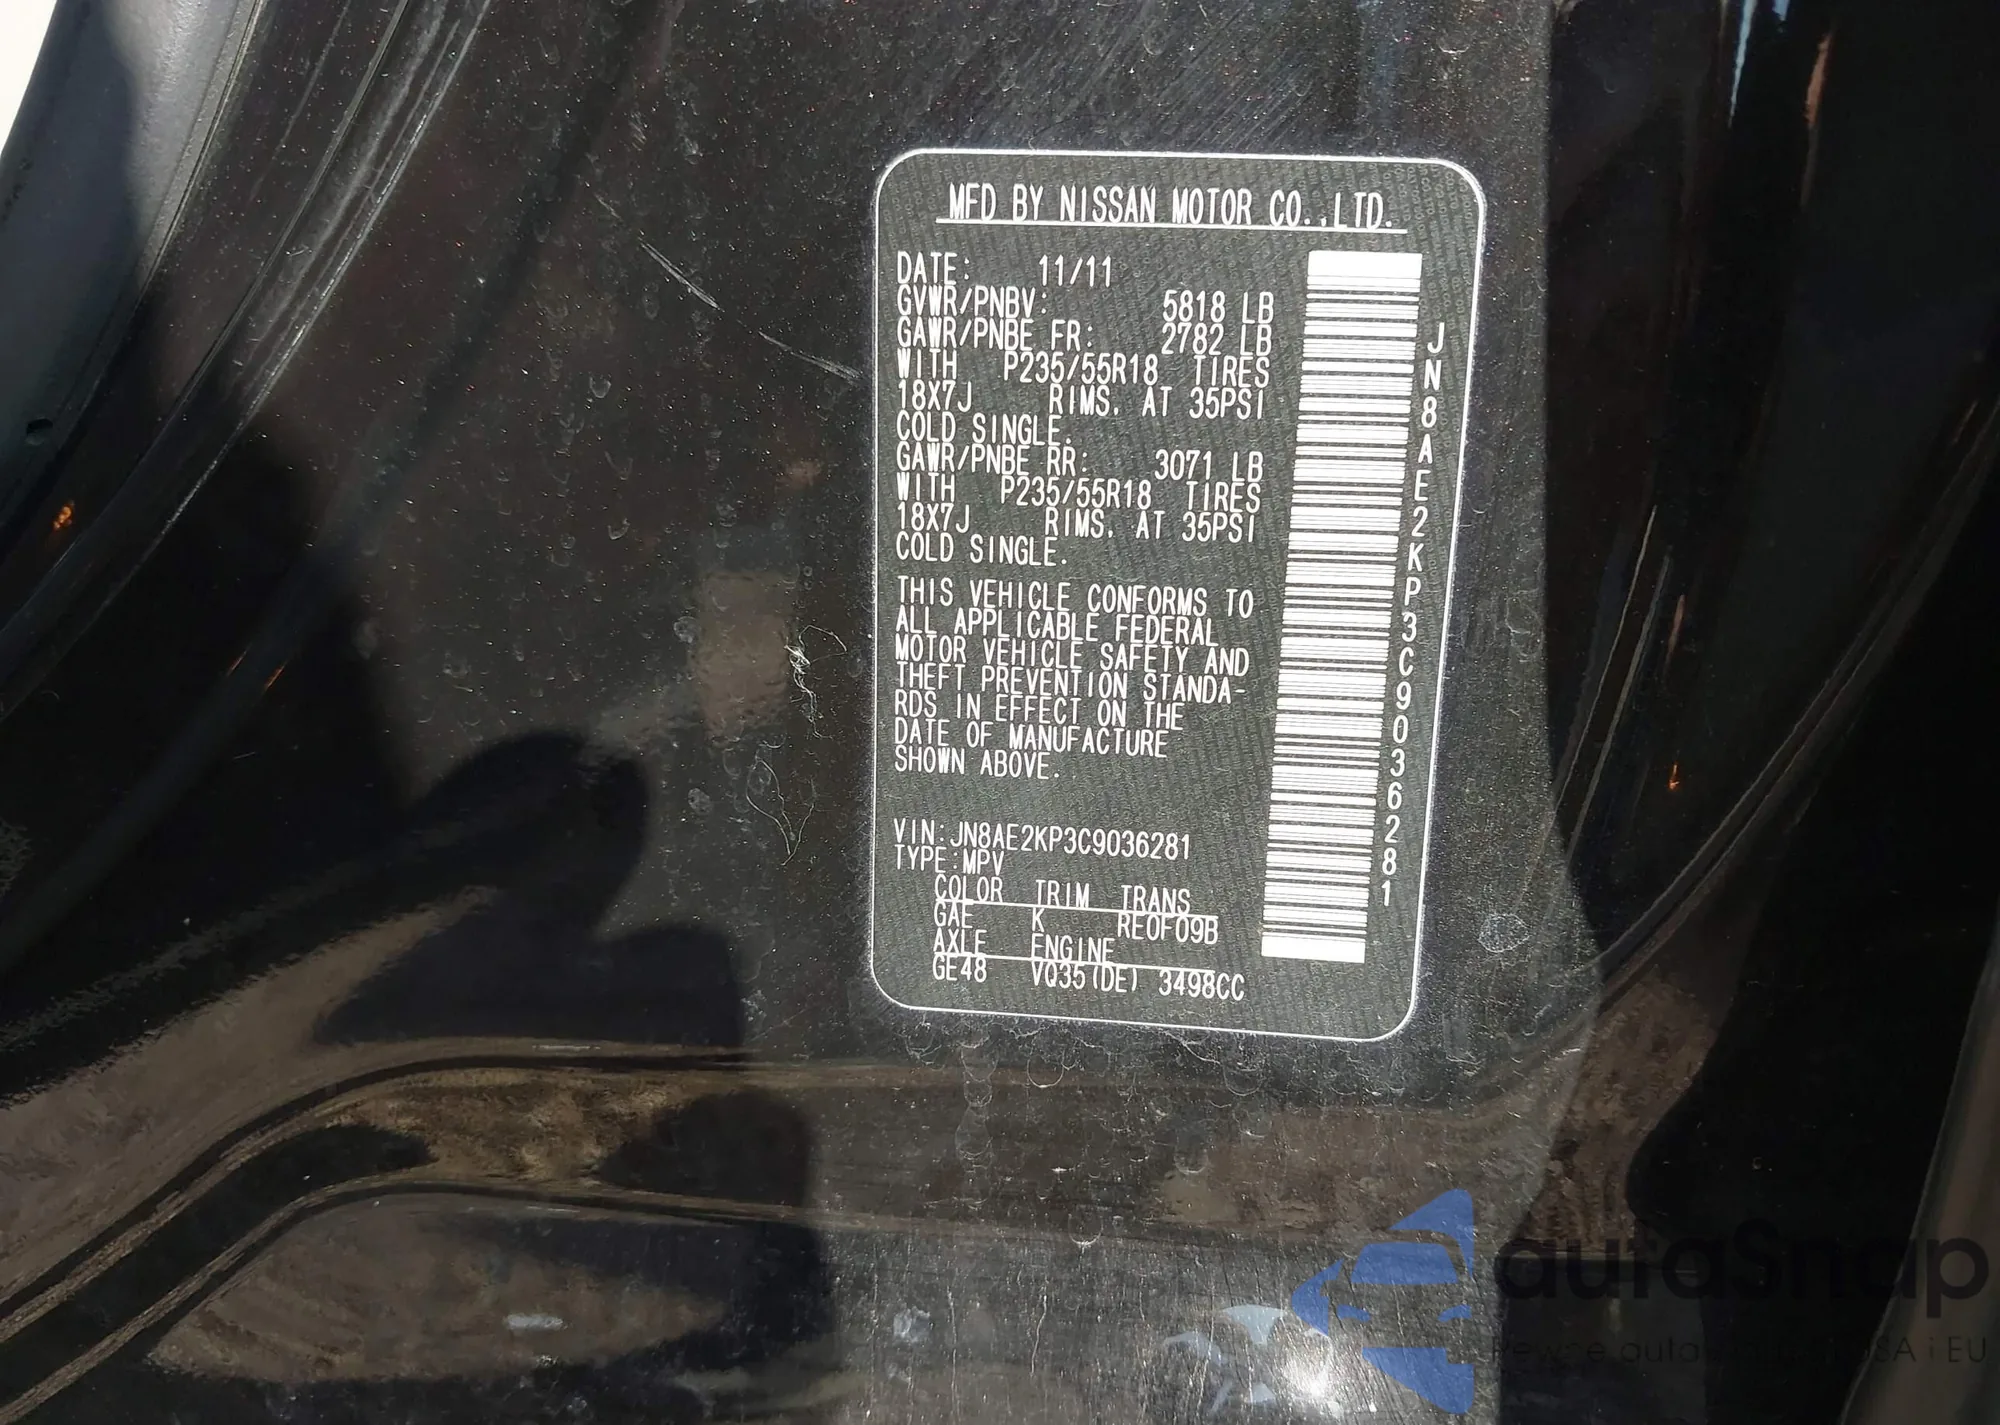 MFD BY NISSAN MOTOR CO.,LTD.
DATE: 11/11
GVWR/PNBV: 5818 LB
GAWR/PNBE FR: 2782 LB
WITH P235/55R18 TIRES
18X7J RIMS. AT 35PSI
COLD SINGLE.
GAWR/PNBE RR: 3071 LB
WITH P235/55R18 TIRES
18X7J RIMS. AT 35PSI
COLD SINGLE.
THIS VEHICLE CONFORMS TO
ALL APPLICABLE FEDERAL
MOTOR VEHICLE SAFETY AND
THEFT PREVENTION STANDA-
RDS IN EFFECT ON THE
DATE OF MANUFACTURE
SHOWN ABOVE.
VIN:JN8AE2KP3C9036281
TYPE:MPV
COLOR TRIM TRANS
GAE K RE0F09B
AXLE ENGINE
GE48 VQ35(DE) 3498CC
JN8AE2KP3C9036281
autaSnap
auta USA i EU